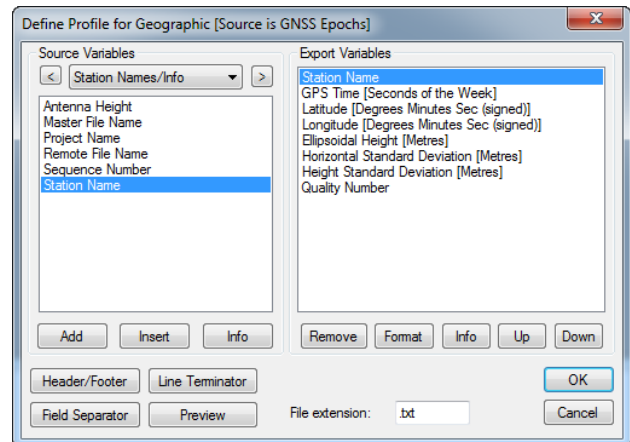 Define Profile for Geographic [Source is GNSS Epochs]
Source Variables
< Station Names/Info >
Antenna Height
Master File Name
Project Name
Remote File Name
Sequence Number
Station Name
Add Insert Info
Export Variables
Station Name
GPS Time [Seconds of the Week]
Latitude [Degrees Minutes Sec (signed)]
Longitude [Degrees Minutes Sec (signed)]
Ellipsoidal Height [Metres]
Horizontal Standard Deviation [Metres]
Height Standard Deviation [Metres]
Quality Number
Remove Format Info Up Down
Header/Footer Line Terminator OK
Field Separator Preview File extension: .txt Cancel